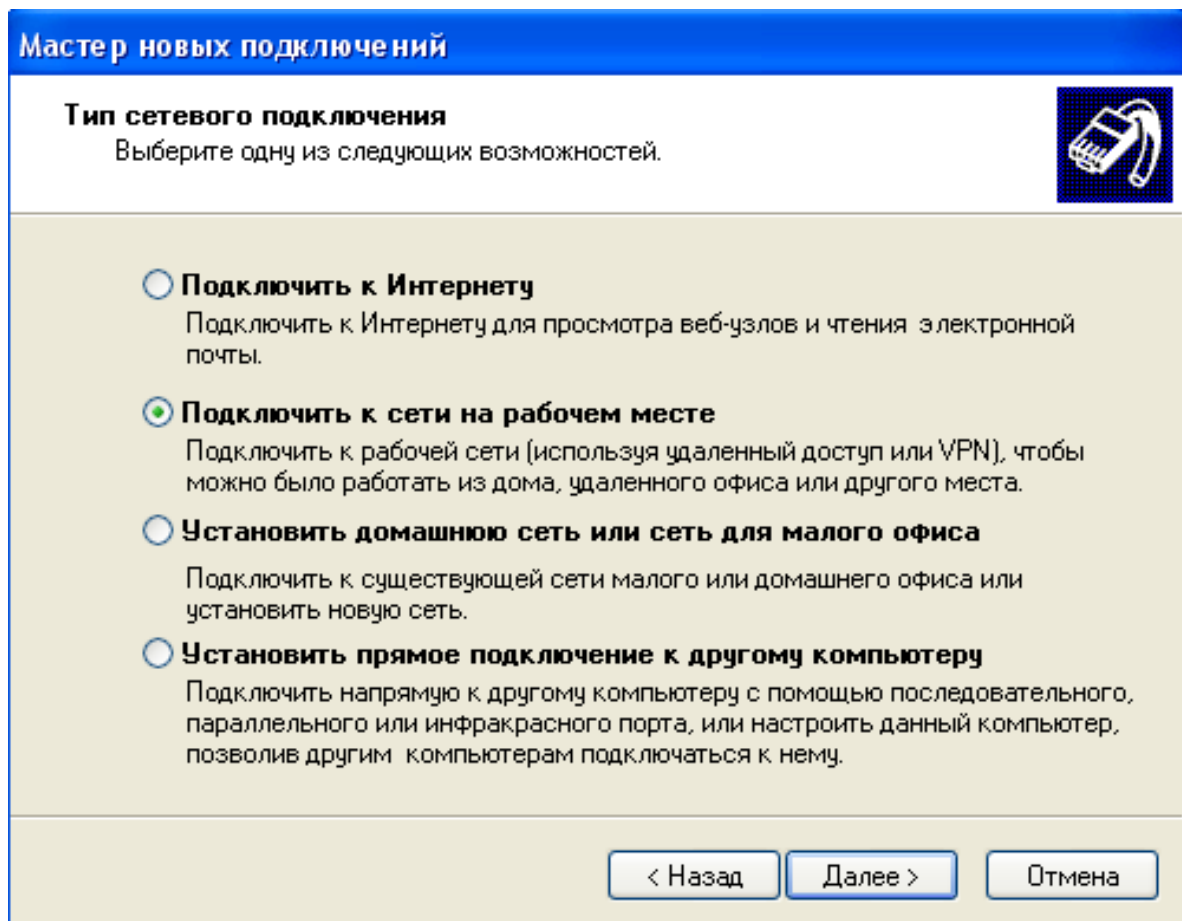 Мастер новых подключений
Тип сетевого подключения
Выберите одну из следующих возможностей.
Подключить к Интернету
Подключить к Интернету для просмотра веб-узлов и чтения электронной
почты.
Подключить к сети на рабочем месте
Подключить к рабочей сети (используя удаленный доступ или VPN), чтобы
можно было работать из дома, удаленного офиса или другого места.
Установить домашнюю сеть или сеть для малого офиса
Подключить к существующей сети малого или домашнего офиса или
установить новую сеть.
Установить прямое подключение к другому компьютеру
Подключить напрямую к другому компьютеру с помощью последовательного,
параллельного или инфракрасного порта, или настроить данный компьютер,
позволив другим компьютерам подключаться к нему.
< Назад Далее > Отмена